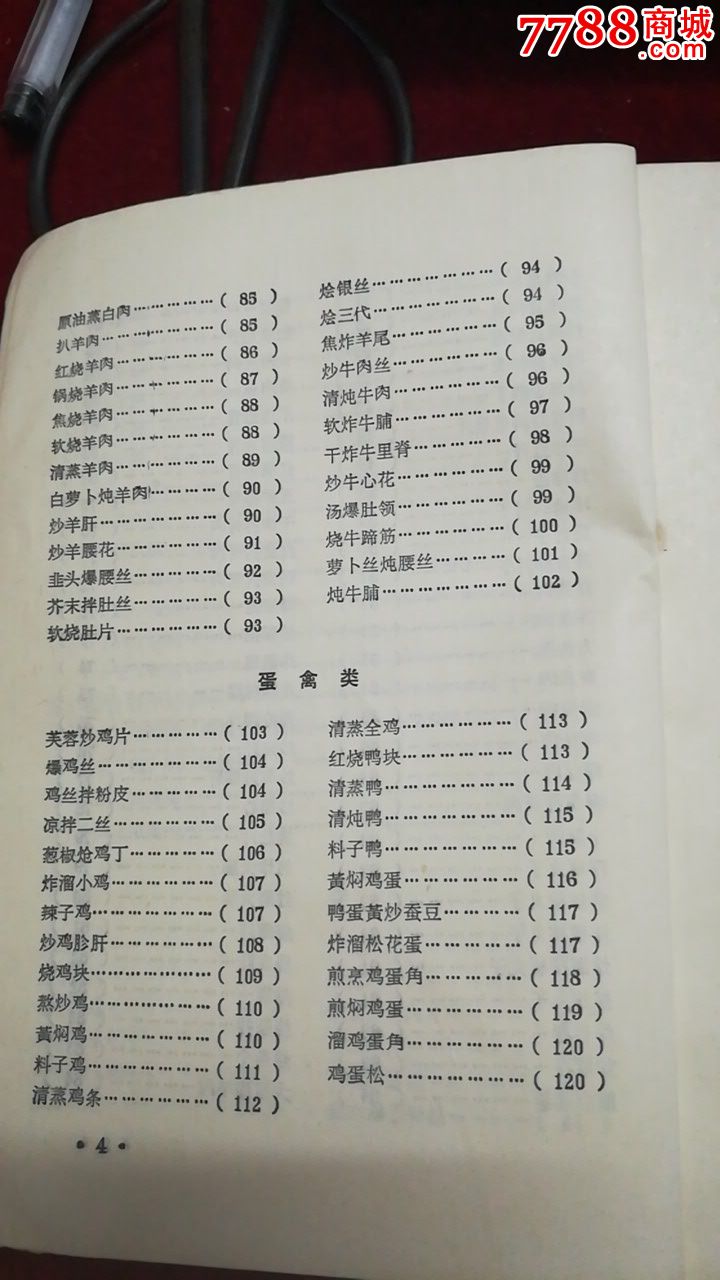 7788商城
.com
原油蒸白肉………………( 85 )
扒羊肉………………( 85 )
红烧羊肉………………( 86 )
锅烧羊肉………………( 87 )
焦烧羊肉………………( 88 )
软烧羊肉………………( 88 )
清蒸羊肉………………( 89 )
白萝卜炖羊肉…………( 90 )
炒羊肝………………( 90 )
炒羊腰花………………( 91 )
韭头爆腰丝………………( 92 )
芥末拌肚丝………………( 93 )
软烧肚片………………( 93 )
烩银丝………………( 94 )
烩三代………………( 94 )
焦炸羊尾………………( 95 )
炒牛肉丝………………( 96 )
清炖牛肉………………( 96 )
软炸牛脯………………( 97 )
干炸牛里脊………………( 98 )
炒牛心花………………( 99 )
汤爆肚领………………( 99 )
烧牛蹄筋………………( 100 )
萝卜丝炖腰丝…………( 101 )
炖牛脯………………( 102 )
蛋禽类
芙蓉炒鸡片…………( 103 )
爆鸡丝………………( 104 )
鸡丝拌粉皮…………( 104 )
凉拌二丝………………( 105 )
葱椒炝鸡丁…………( 106 )
炸溜小鸡………………( 107 )
辣子鸡………………( 107 )
炒鸡胗肝………………( 108 )
烧鸡块………………( 109 )
熬炒鸡………………( 110 )
黄焖鸡………………( 110 )
料子鸡………………( 111 )
清蒸鸡条………………( 112 )
清蒸全鸡………………( 113 )
红烧鸭块………………( 113 )
清蒸鸭………………( 114 )
清炖鸭………………( 115 )
料子鸭………………( 115 )
黄焖鸡蛋………………( 116 )
鸭蛋黄炒蚕豆…………( 117 )
炸溜松花蛋…………( 117 )
煎烹鸡蛋角…………( 118 )
煎焖鸡蛋………………( 119 )
溜鸡蛋角………………( 120 )
鸡蛋松………………( 120 )
• 4 •